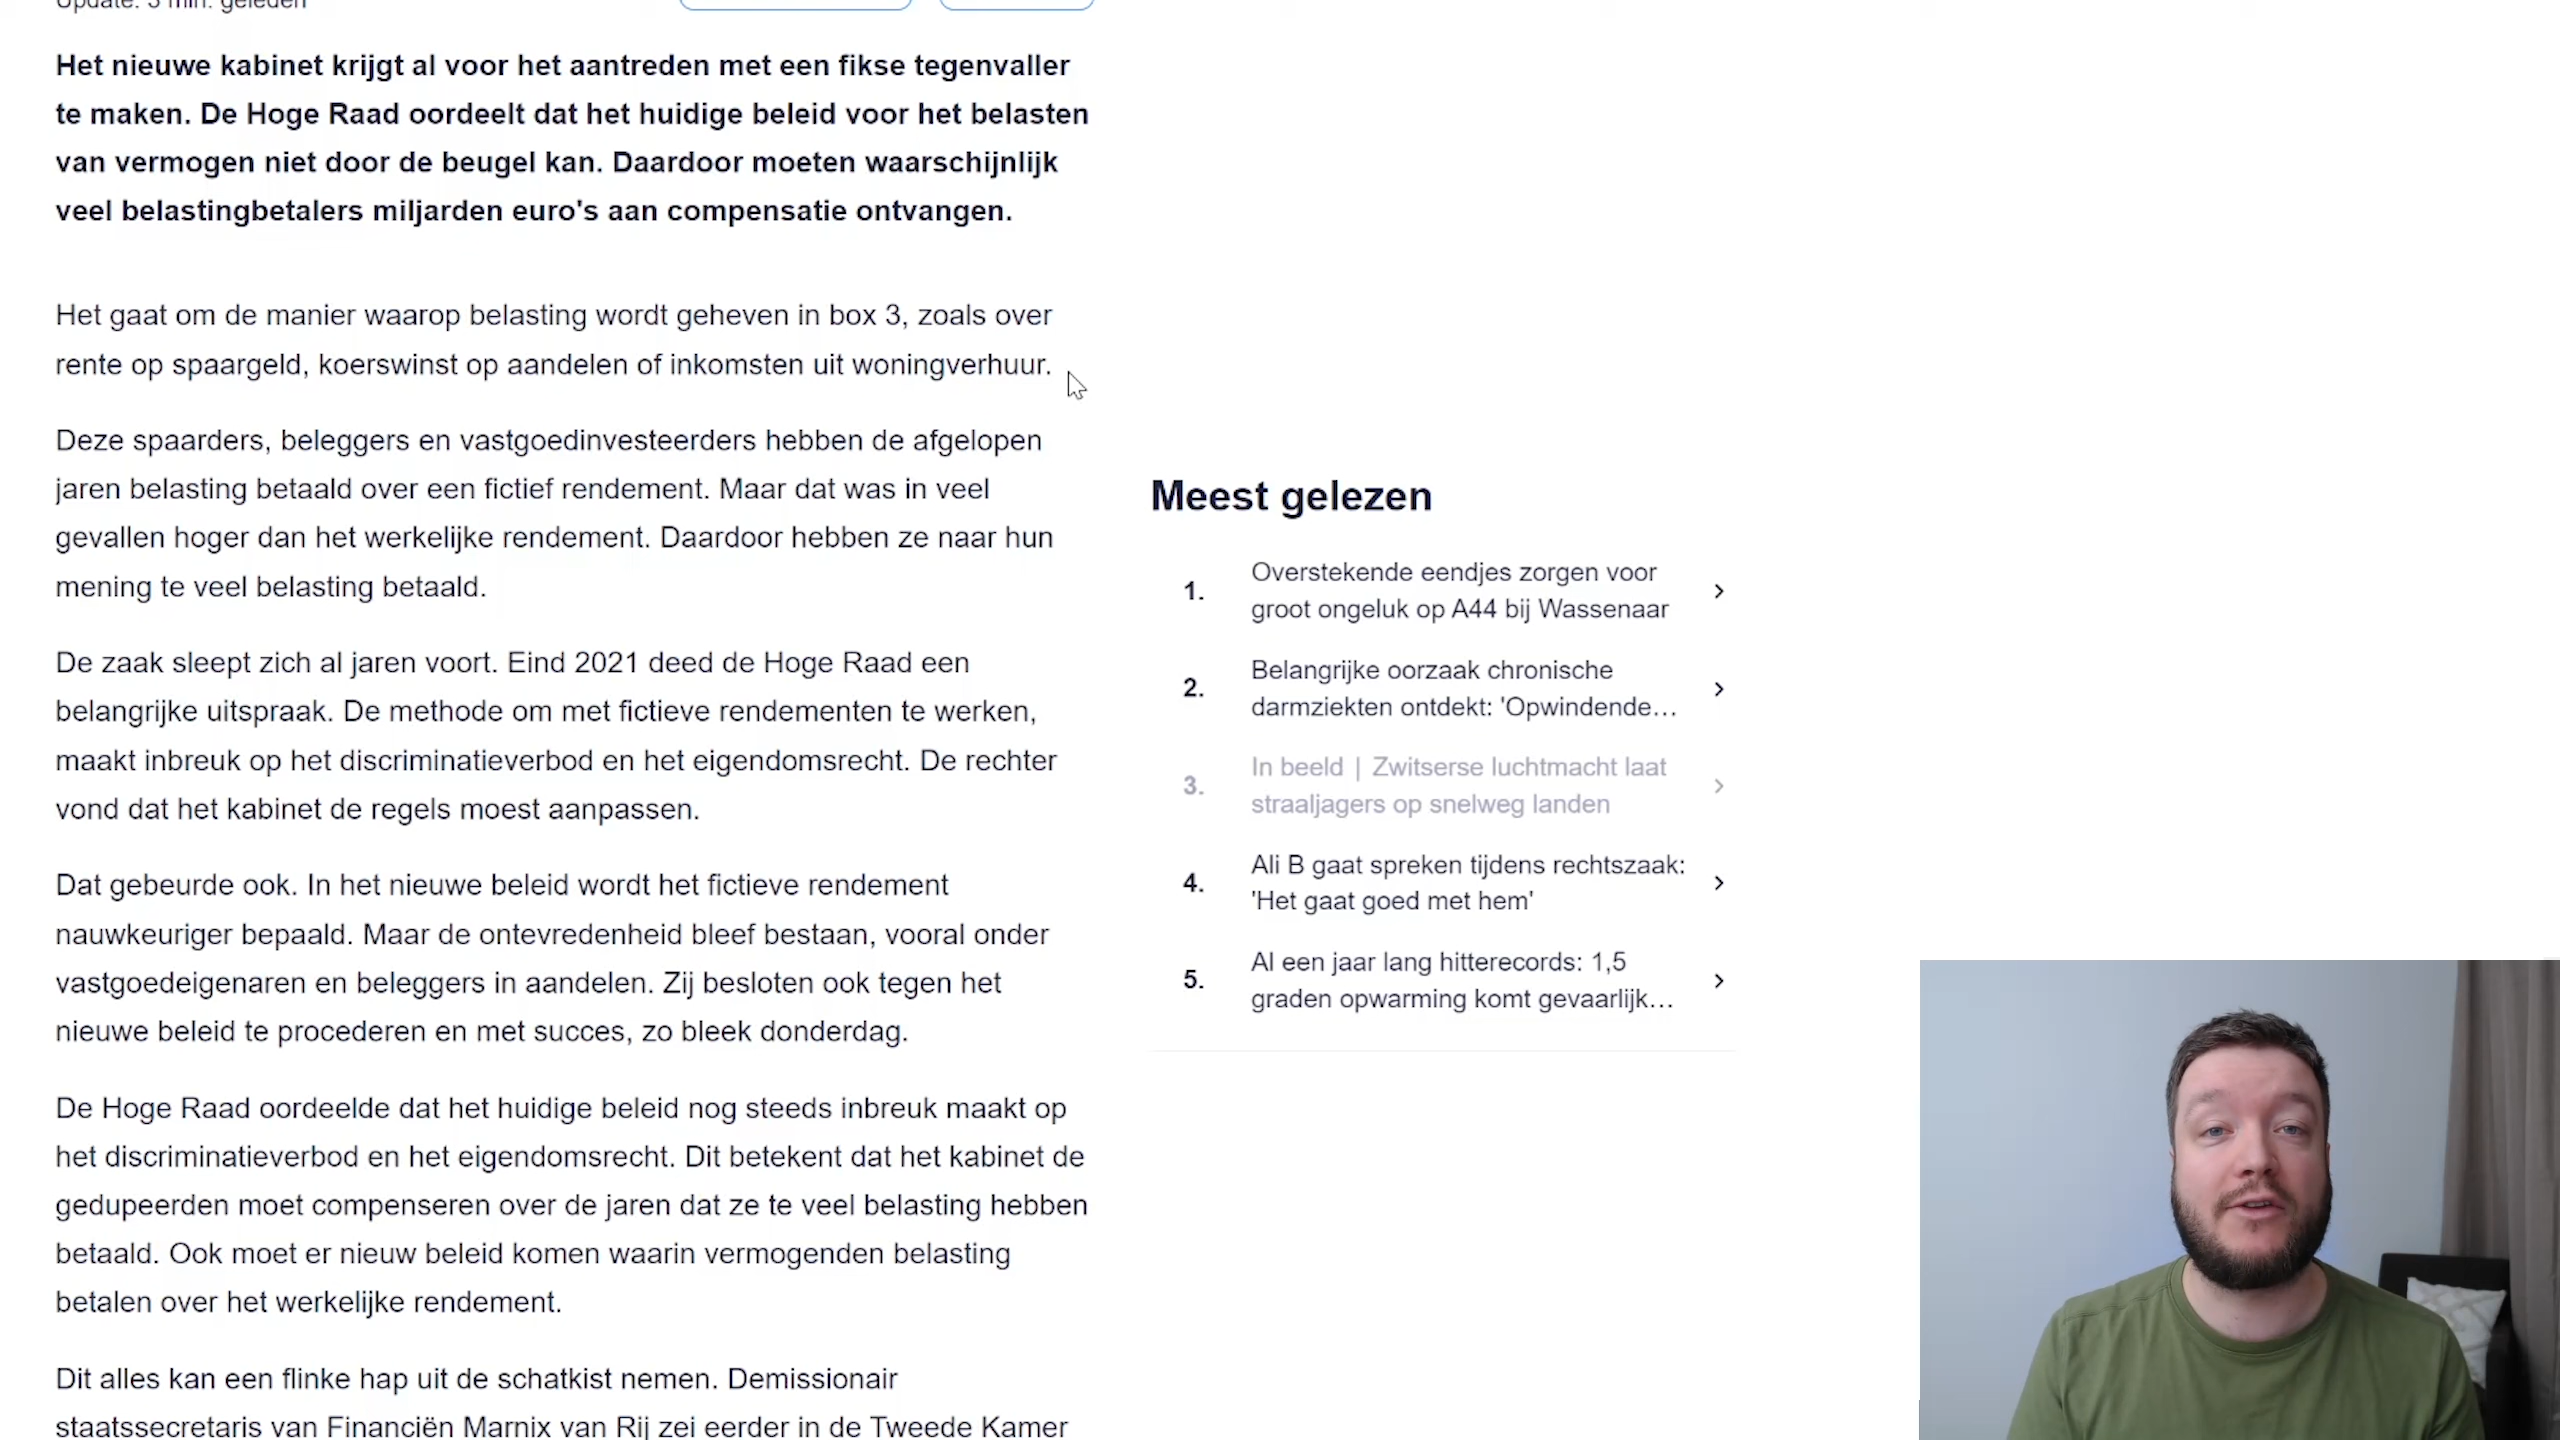 Update: 3 min. geleden
Het nieuwe kabinet krijgt al voor het aantreden met een fikse tegenvaller
te maken. De Hoge Raad oordeelt dat het huidige beleid voor het belasten
van vermogen niet door de beugel kan. Daardoor moeten waarschijnlijk
veel belastingbetalers miljarden euro's aan compensatie ontvangen.
Het gaat om de manier waarop belasting wordt geheven in box 3, zoals over
rente op spaargeld, koerswinst op aandelen of inkomsten uit woningverhuur.
Deze spaarders, beleggers en vastgoedinvesteerders hebben de afgelopen
jaren belasting betaald over een fictief rendement. Maar dat was in veel
gevallen hoger dan het werkelijke rendement. Daardoor hebben ze naar hun
mening te veel belasting betaald.
De zaak sleept zich al jaren voort. Eind 2021 deed de Hoge Raad een
belangrijke uitspraak. De methode om met fictieve rendementen te werken,
maakt inbreuk op het discriminatieverbod en het eigendomsrecht. De rechter
vond dat het kabinet de regels moest aanpassen.
Dat gebeurde ook. In het nieuwe beleid wordt het fictieve rendement
nauwkeuriger bepaald. Maar de ontevredenheid bleef bestaan, vooral onder
vastgoedeigenaren en beleggers in aandelen. Zij besloten ook tegen het
nieuwe beleid te procederen en met succes, zo bleek donderdag.
De Hoge Raad oordeelde dat het huidige beleid nog steeds inbreuk maakt op
het discriminatieverbod en het eigendomsrecht. Dit betekent dat het kabinet de
gedupeerden moet compenseren over de jaren dat ze te veel belasting hebben
betaald. Ook moet er nieuw beleid komen waarin vermogenden belasting
betalen over het werkelijke rendement.
Dit alles kan een flinke hap uit de schatkist nemen. Demissionair
staatssecretaris van Financiën Marnix van Rij zei eerder in de Tweede Kamer
Meest gelezen
1. Overstekende eendjes zorgen voor
groot ongeluk op A44 bij Wassenaar
2. Belangrijke oorzaak chronische
darmziekten ontdekt: 'Opwindende...
3. In beeld | Zwitserse luchtmacht laat
straaljagers op snelweg landen
4. Ali B gaat spreken tijdens rechtszaak:
'Het gaat goed met hem'
5. Al een jaar lang hitterecords: 1,5
graden opwarming komt gevaarlijk...